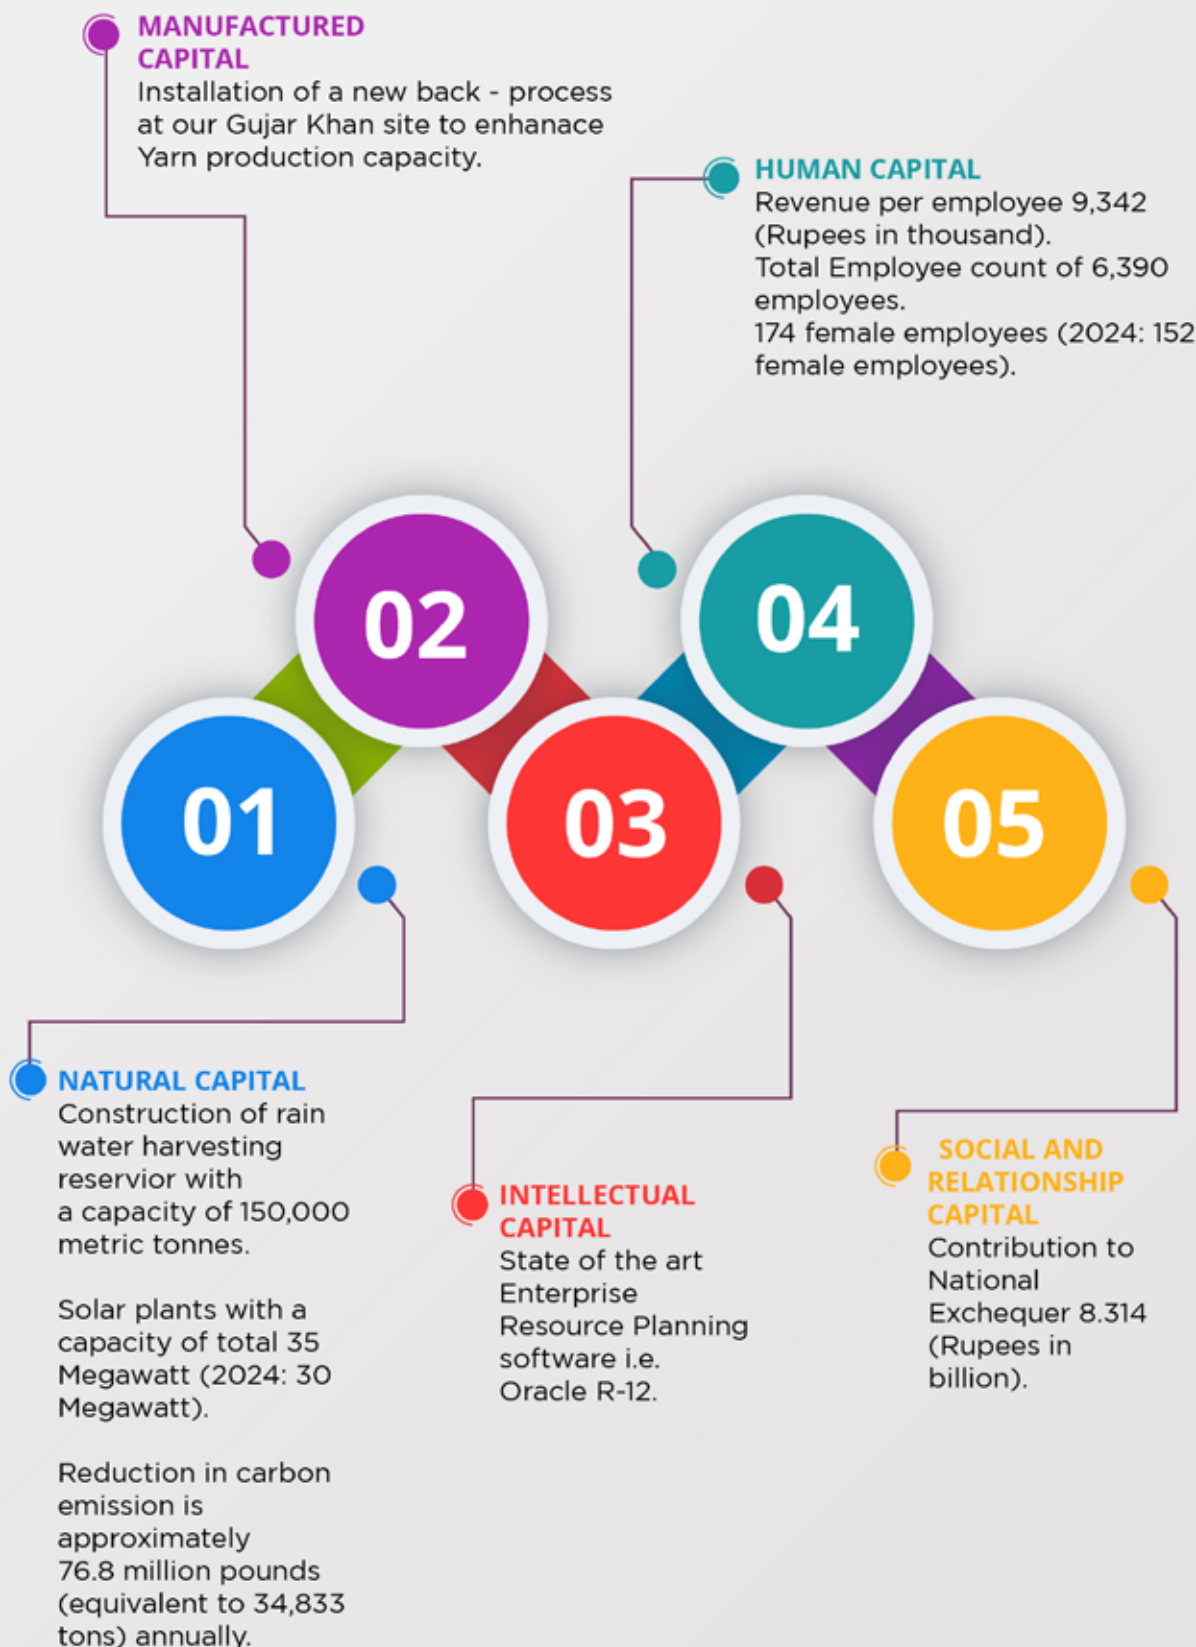 MANUFACTURED
CAPITAL
Installation of a new back - process
at our Gujar Khan site to enhanace
Yarn production capacity.
HUMAN CAPITAL
Revenue per employee 9,342
(Rupees in thousand).
Total Employee count of 6,390
employees.
174 female employees (2024: 152
female employees).
02
04
01
03
05
NATURAL CAPITAL
Construction of rain
water harvesting
reservior with
a capacity of 150,000
metric tonnes.
Solar plants with a
capacity of total 35
Megawatt (2024: 30
Megawatt).
Reduction in carbon
emission is
approximately
76.8 million pounds
(equivalent to 34,833
tons) annually.
INTELLECTUAL
CAPITAL
State of the art
Enterprise
Resource Planning
software i.e.
Oracle R-12.
SOCIAL AND
RELATIONSHIP
CAPITAL
Contribution to
National
Exchequer 8.314
(Rupees in
billion).